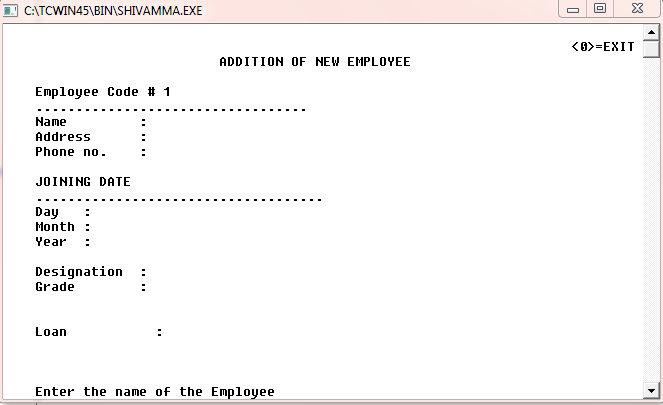 C:\TCWIN45\BIN\SHIVAMMA.EXE
<0>=EXIT
ADDITION OF NEW EMPLOYEE
Employee Code # 1
..................................
Name :
Address :
Phone no. :
JOINING DATE
....................................
Day :
Month :
Year :
Designation :
Grade :
Loan :
Enter the name of the Employee